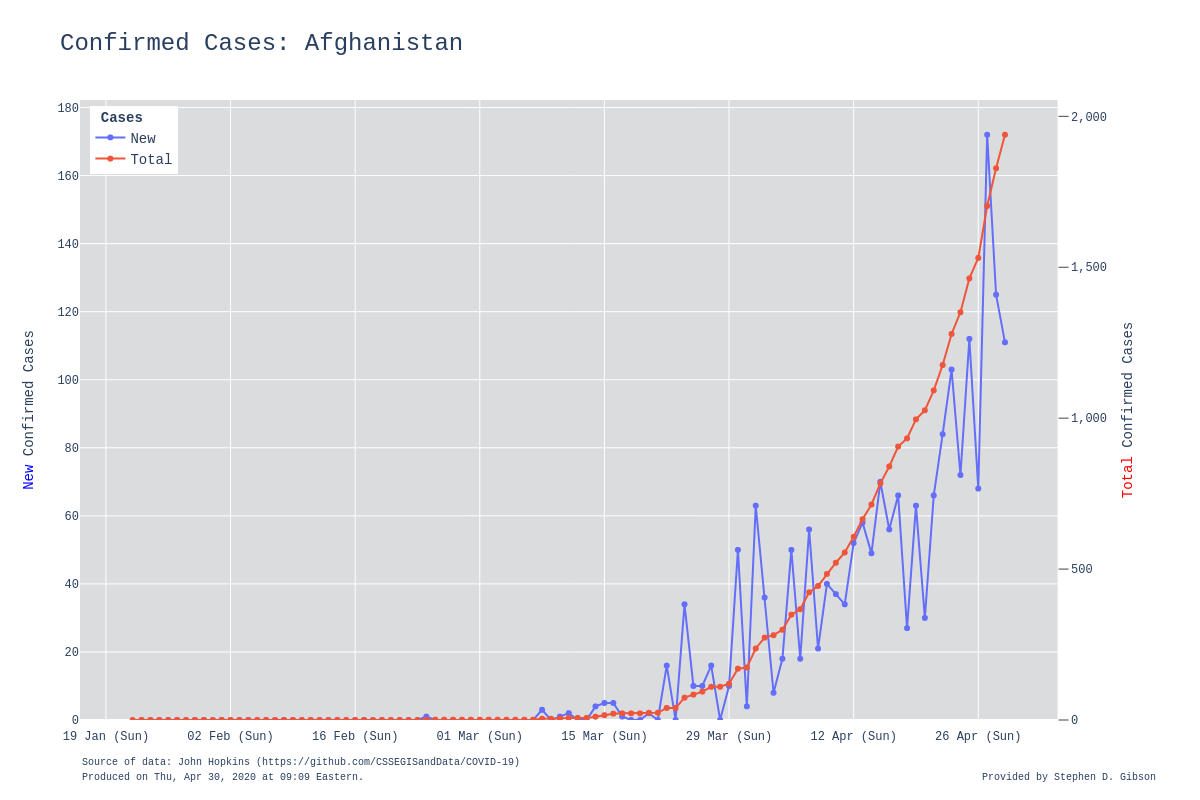 Confirmed Cases: Afghanistan
Cases
New
Total
180
160
140
120
100
80
60
40
20
0
New Confirmed Cases
2,000
1,500
1,000
500
0
Total Confirmed Cases
19 Jan (Sun) 02 Feb (Sun) 16 Feb (Sun) 01 Mar (Sun) 15 Mar (Sun) 29 Mar (Sun) 12 Apr (Sun) 26 Apr (Sun)
Source of data: John Hopkins (https://github.com/CSSEGISandData/COVID-19)
Produced on Thu, Apr 30, 2020 at 09:09 Eastern.
Provided by Stephen D. Gibson